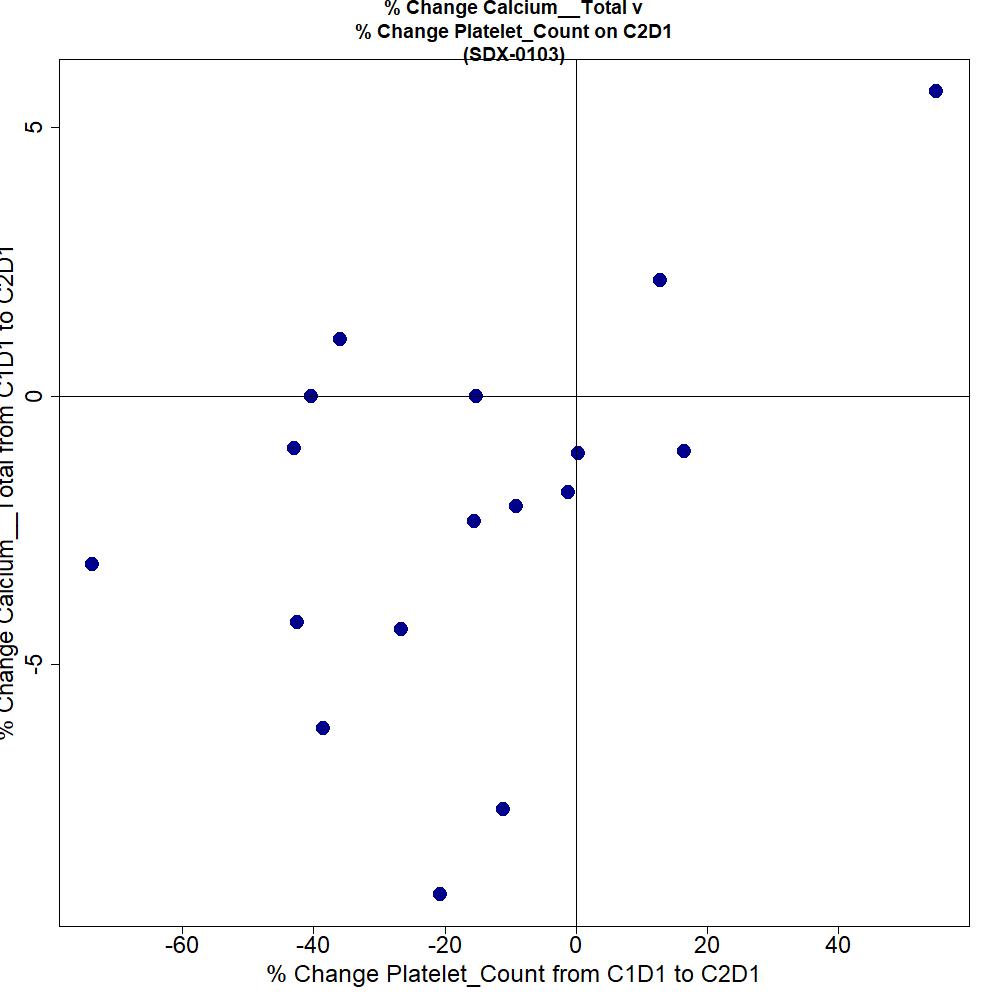 % Change Calcium__Total v
% Change Platelet_Count on C2D1
(SDX-0103)
% Change Calcium__Total from C1D1 to C2D1
5
0
-5
-60 -40 -20 0 20 40
% Change Platelet_Count from C1D1 to C2D1